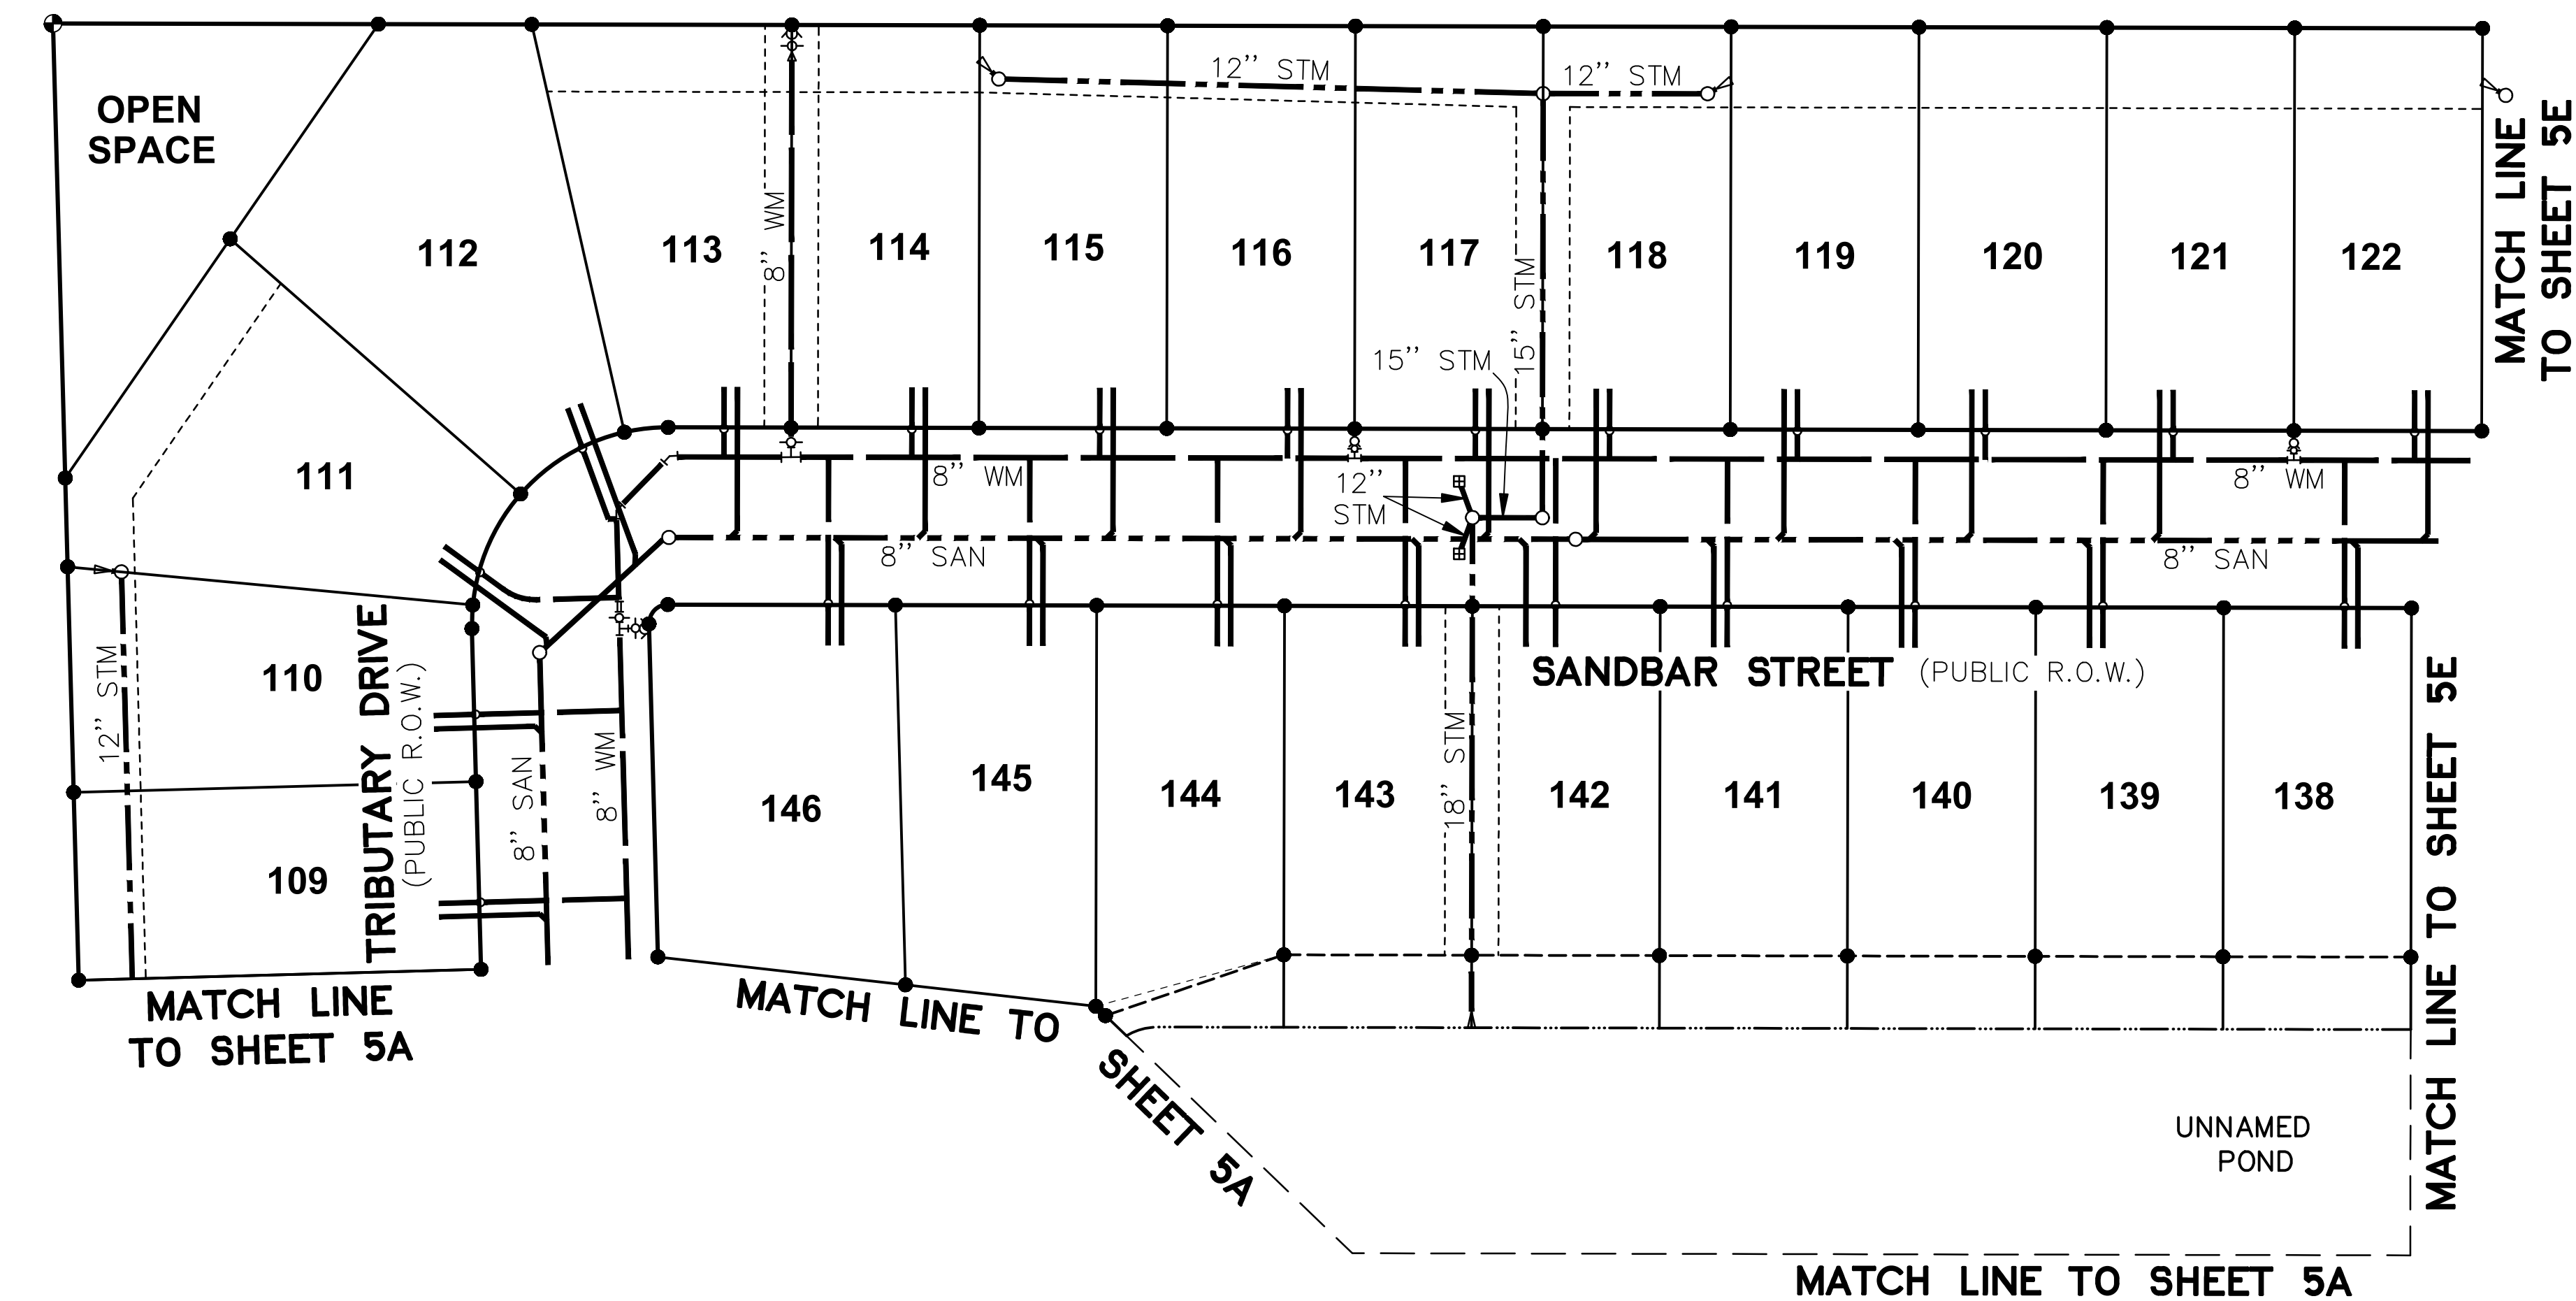 OPEN
SPACE
12'' STM
12'' STM
MATCH LINE
TO SHEET 5E
112
113
8'' WM
114
115
116
117
15'' STM
118
119
120
121
122
15'' STM
111
8'' WM
12''
STM
8'' WM
8'' SAN
8'' SAN
110
12'' STM
TRIBUTARY DRIVE
(PUBLIC R.O.W.)
8'' SAN
8'' WM
109
SANDBAR STREET (PUBLIC R.O.W.)
146
145
144
143
18'' STM
142
141
140
139
138
MATCH LINE TO SHEET 5E
MATCH LINE
TO SHEET 5A
MATCH LINE TO
SHEET 5A
UNNAMED
POND
MATCH LINE TO SHEET 5A